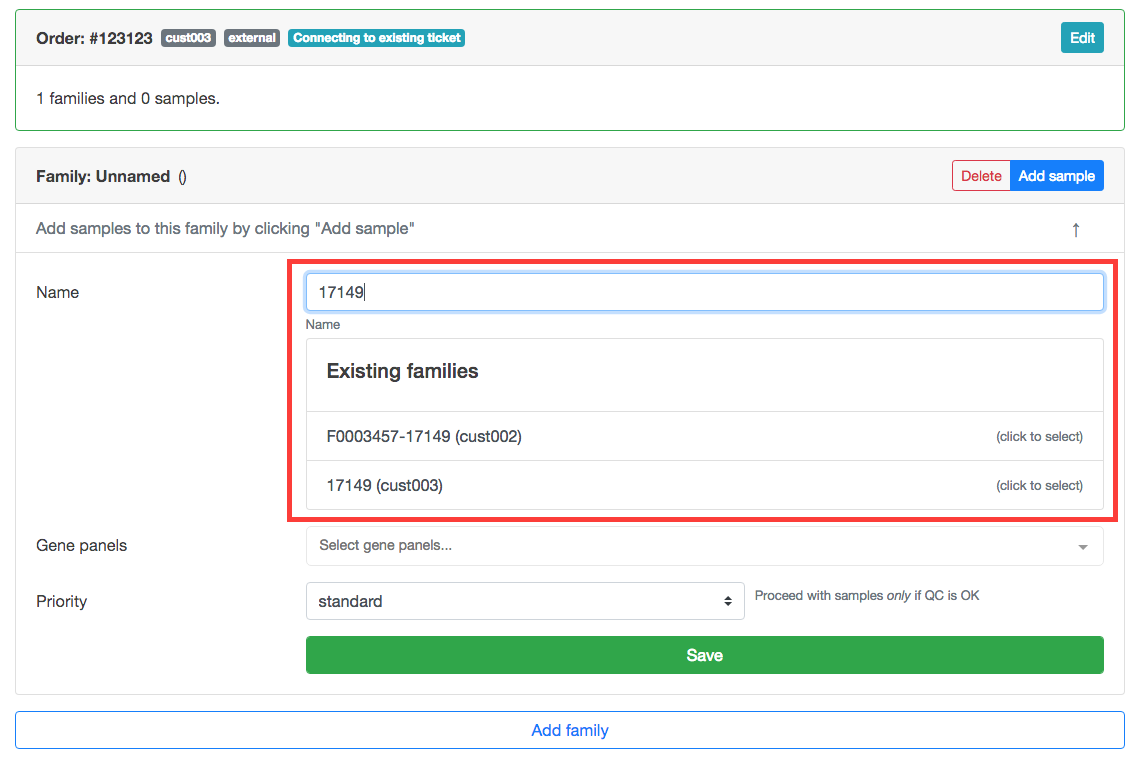 Order: #123123 cust003 external Connecting to existing ticket Edit
1 families and 0 samples.
Family: Unnamed () Delete Add sample
Add samples to this family by clicking "Add sample" ↑
Name 17149
Name
Existing families
F0003457-17149 (cust002) (click to select)
17149 (cust003) (click to select)
Gene panels Select gene panels...
Priority standard Proceed with samples only if QC is OK
Save
Add family